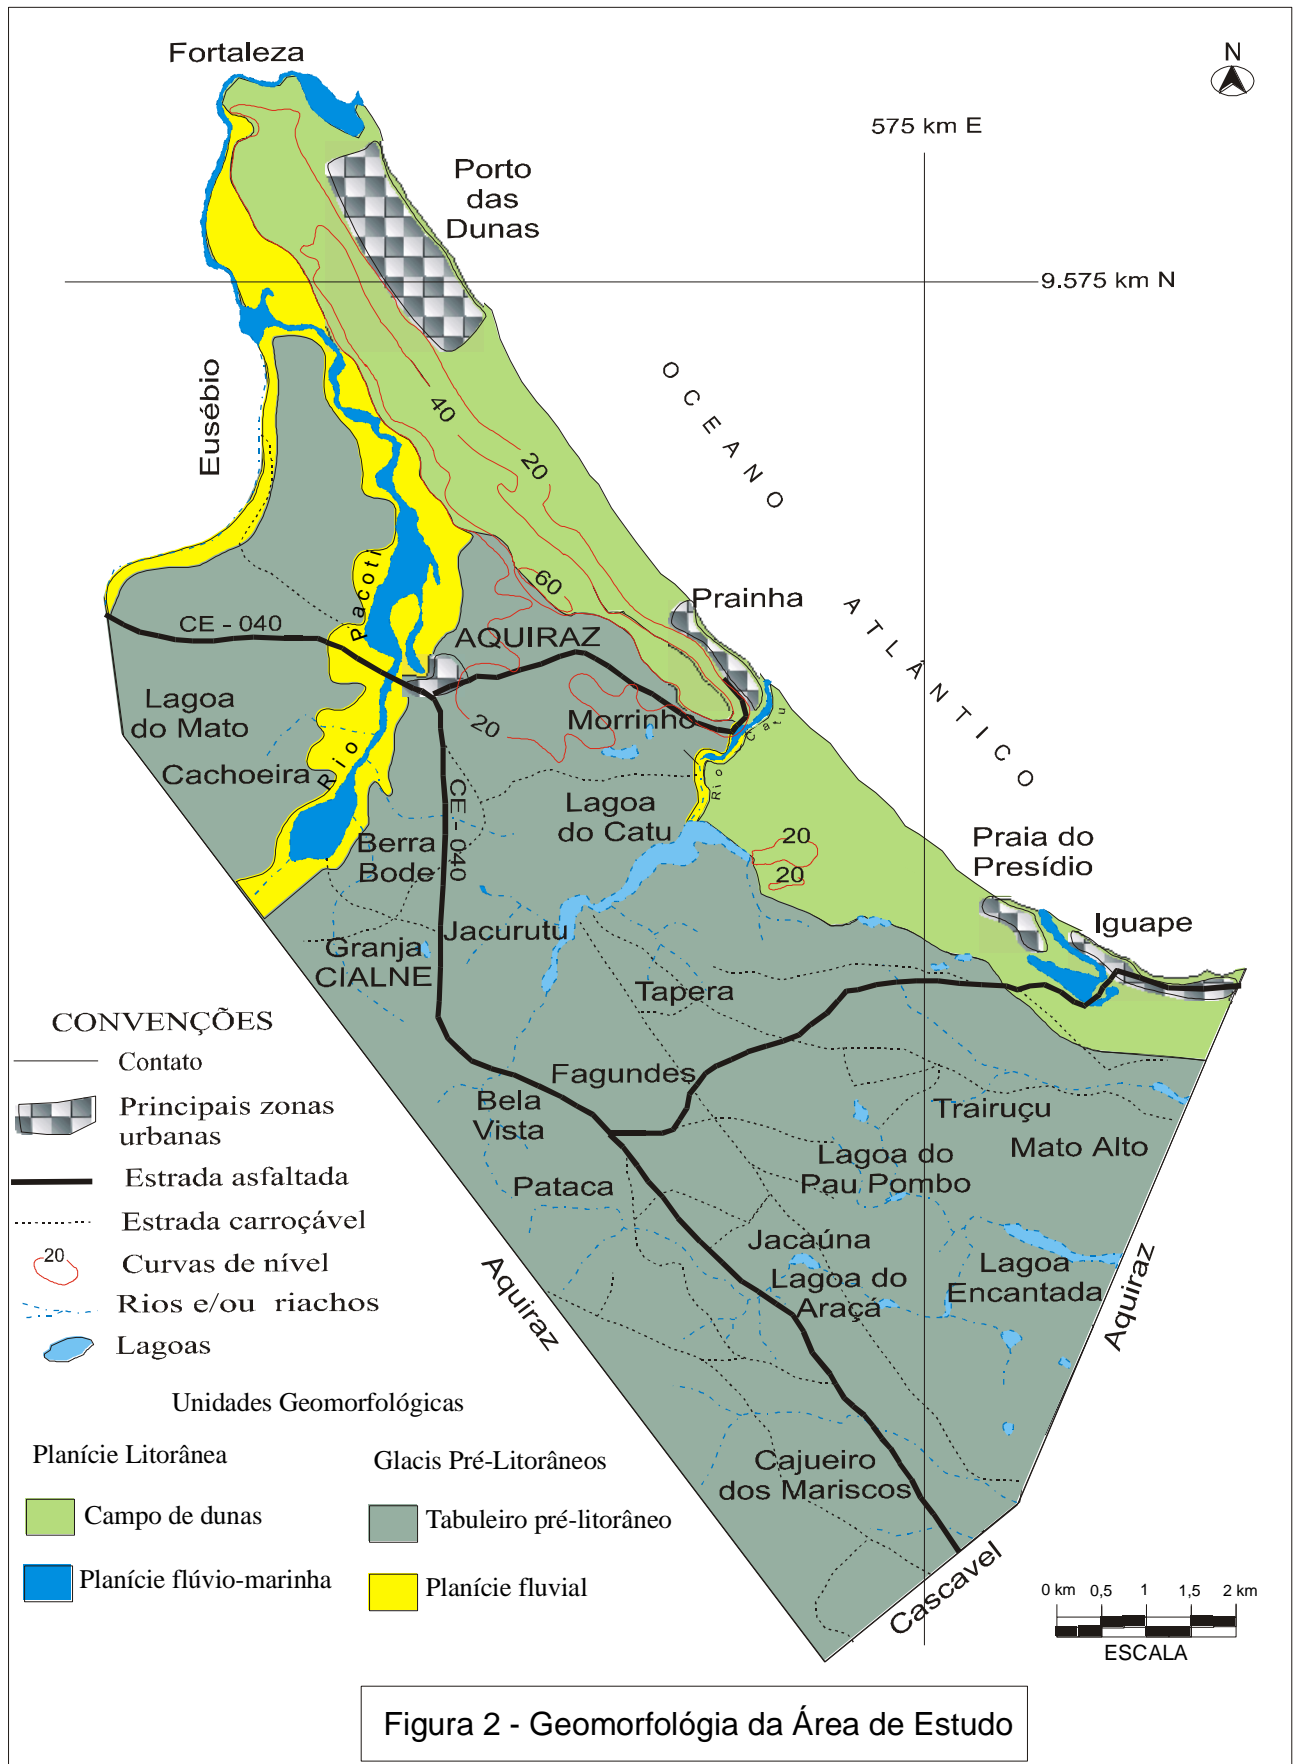 Fortaleza
N
575 km E
Porto
das
Dunas
9.575 km N
OCEANO
ATLÂNTICO
Eusébio
40
20
60
Prainha
CE - 040
Rio Pacoti
AQUIRAZ
Lagoa
do Mato
20
Morrinho
Rio Catu
Cachoeira
CE - 040
Lagoa
do Catu
Berra
Bode
20
20
Praia do
Presídio
Iguape
Jacurutu
Granja
CIALNE
Tapera
Fagundes
Bela
Vista
Trairuçu
Mato Alto
Lagoa do
Pau Pombo
Pataca
Jacaúna
Lagoa do
Araçá
Lagoa
Encantada
Aquiraz
Aquiraz
Cajueiro
dos Mariscos
Cascavel
CONVENÇÕES
Contato
Principais zonas
urbanas
Estrada asfaltada
Estrada carroçável
20
Curvas de nível
Rios e/ou riachos
Lagoas
Unidades Geomorfológicas
Planície Litorânea
Glacis Pré-Litorâneos
Campo de dunas
Tabuleiro pré-litorâneo
Planície flúvio-marinha
Planície fluvial
0 km 0,5 1 1,5 2 km
ESCALA
Figura 2 - Geomorfológia da Área de Estudo